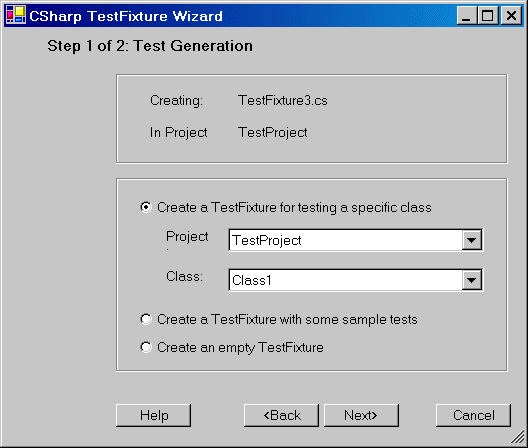 CSharp TestFixture Wizard
Step 1 of 2: Test Generation
Creating: TestFixture3.cs
In Project TestProject
Create a TestFixture for testing a specific class
Project : TestProject
Class: Class1
Create a TestFixture with some sample tests
Create an empty TestFixture
Help <Back Next> Cancel